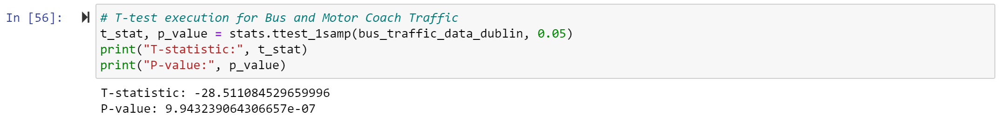 In [56]:
# T-test execution for Bus and Motor Coach Traffic
t_stat, p_value = stats.ttest_1samp(bus_traffic_data_dublin, 0.05)
print("T-statistic:", t_stat)
print("P-value:", p_value)
T-statistic: -28.511084529659996
P-value: 9.943239064306657e-07